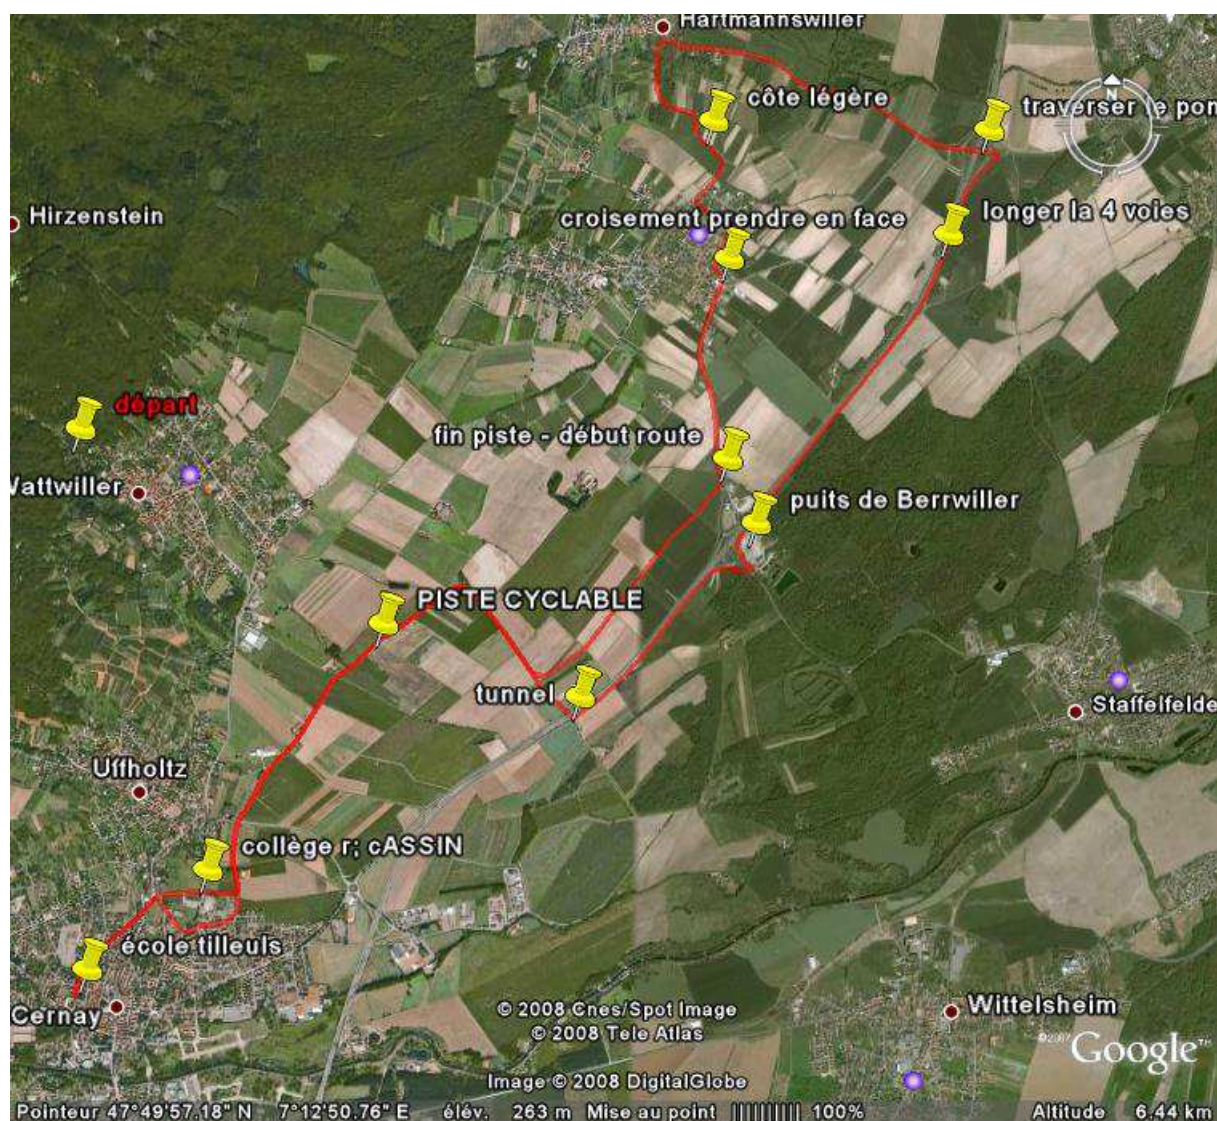 Hartmannswiller
côte légère
traverser le pon
N
Hirzenstein
croisement prendre en face
longer la 4 voies
départ
fin piste - début route
Vattwiller
puits de Berrwiller
PISTE CYCLABLE
tunnel
Staffelfelde
Uffholtz
collège r; cASSIN
école tilleuls
Cernay
© 2008 Cnes/Spot Image
© 2008 Tele Atlas
Wittelsheim
Google™
Image © 2008 DigitalGlobe
Pointeur 47°49'57.18" N 7°12'50.76" E élév. 263 m Mise au point ||||||||| 100% Altitude 6.44 km